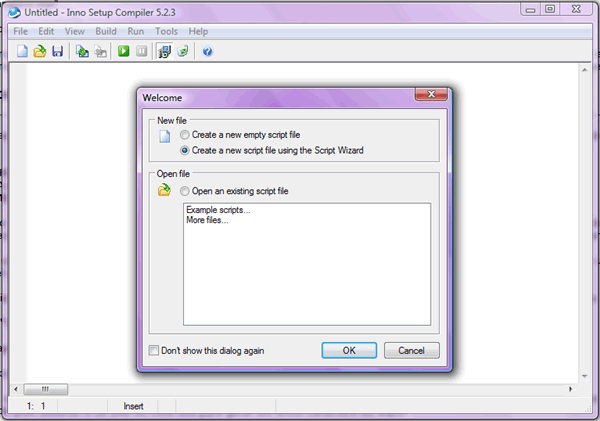 Untitled - Inno Setup Compiler 5.2.3
File Edit View Build Run Tools Help
Welcome
New file
Create a new empty script file
Create a new script file using the Script Wizard
Open file
Open an existing script file
Example scripts...
More files...
Don't show this dialog again
OK Cancel
1: 1 Insert